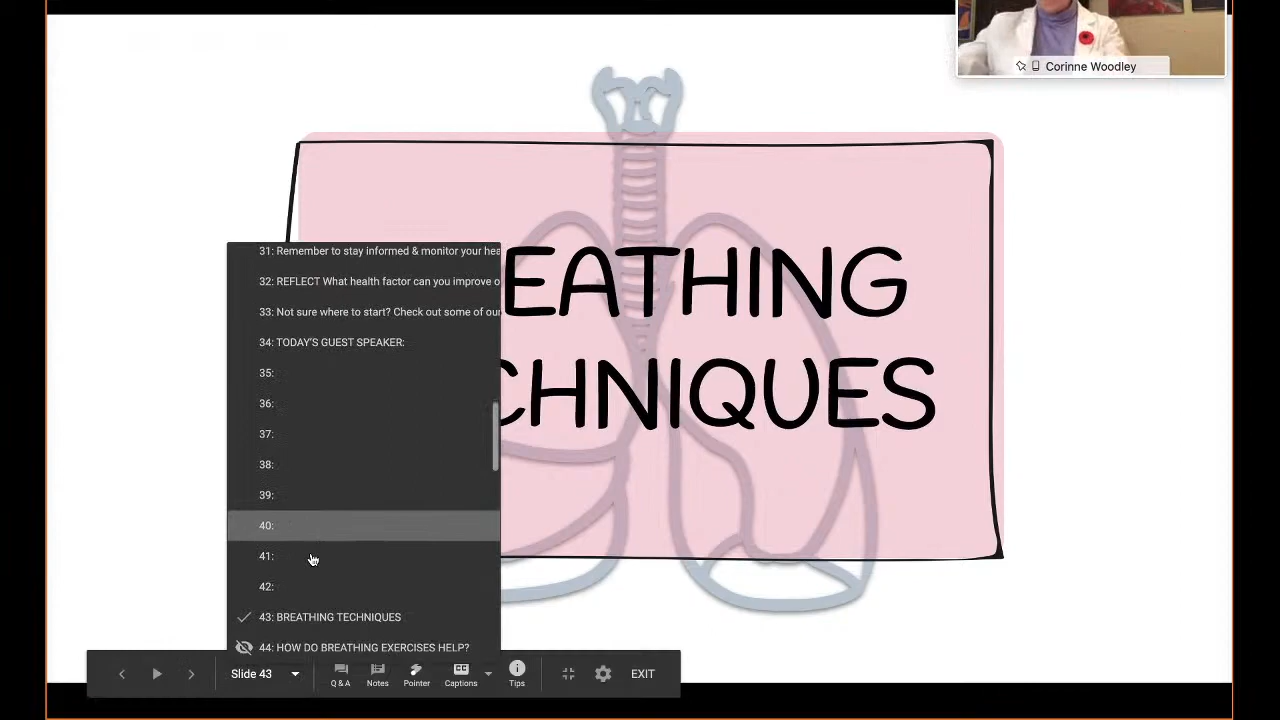 Corinne Woodley
EATHING
CHNIQUES
31: Remember to stay informed & monitor your hea
32: REFLECT What health factor can you improve o
33: Not sure where to start? Check out some of our
34: TODAY'S GUEST SPEAKER:
35:
36:
37:
38:
39:
40:
41:
42:
43: BREATHING TECHNIQUES
44: HOW DO BREATHING EXERCISES HELP?
Slide 43
Q & A
Notes
Pointer
Captions
Tips
EXIT